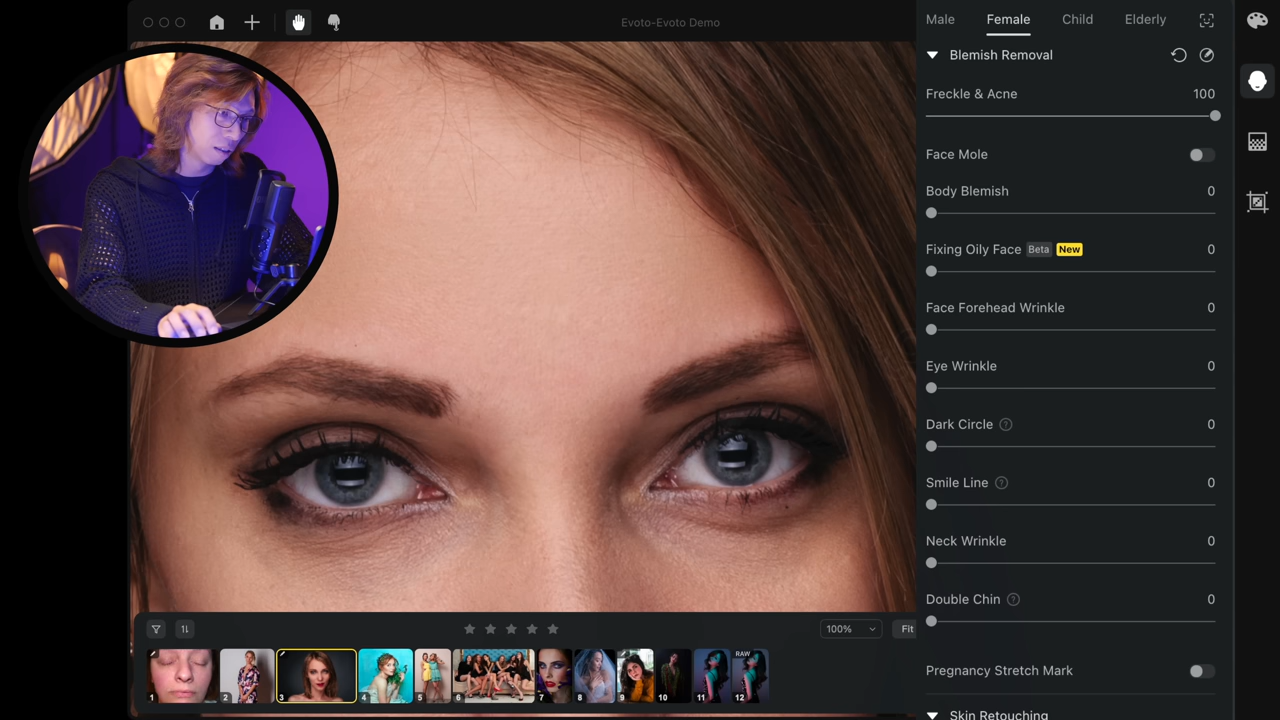 Evoto-Evoto Demo
Male Female Child Elderly
Blemish Removal
Freckle & Acne 100
Face Mole
Body Blemish 0
Fixing Oily Face Beta New 0
Face Forehead Wrinkle 0
Eye Wrinkle 0
Dark Circle ? 0
Smile Line ? 0
Neck Wrinkle 0
Double Chin ? 0
Pregnancy Stretch Mark
Skin Retouching
100% Fit
RAW
1 2 3 4 5 6 7 8 9 10 11 12